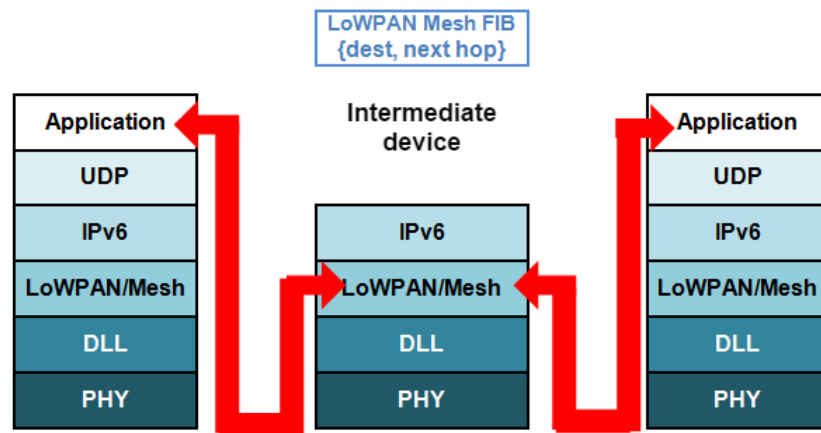 LoWPAN Mesh FIB
{dest, next hop}
Application
UDP
IPv6
LoWPAN/Mesh
DLL
PHY
Intermediate
device
IPv6
LoWPAN/Mesh
DLL
PHY
Application
UDP
IPv6
LoWPAN/Mesh
DLL
PHY